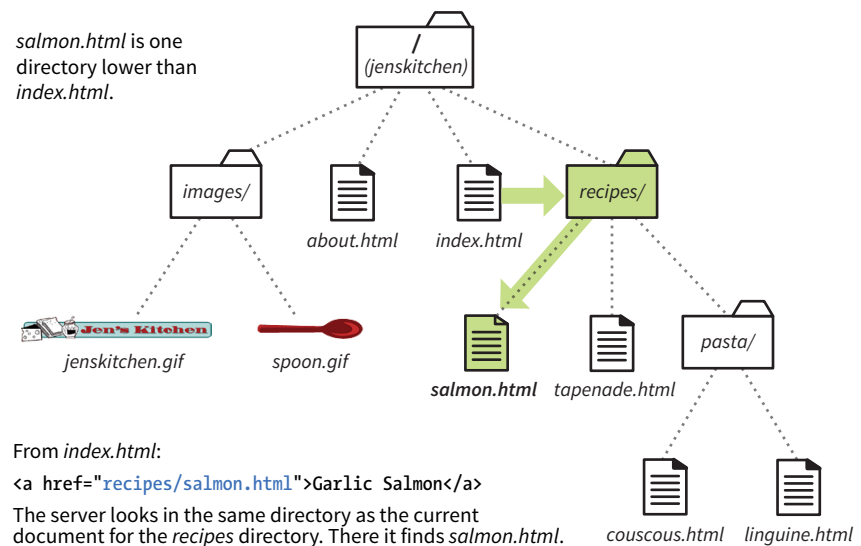 salmon.html is one
directory lower than
index.html.
/
(jenskitchen)
images/
about.html
index.html
recipes/
Jen's Kitchen
jenskitchen.gif
spoon.gif
salmon.html
tapenade.html
pasta/
From index.html:
<a href="recipes/salmon.html">Garlic Salmon</a>
The server looks in the same directory as the current
document for the recipes directory. There it finds salmon.html.
couscous.html
linguine.html